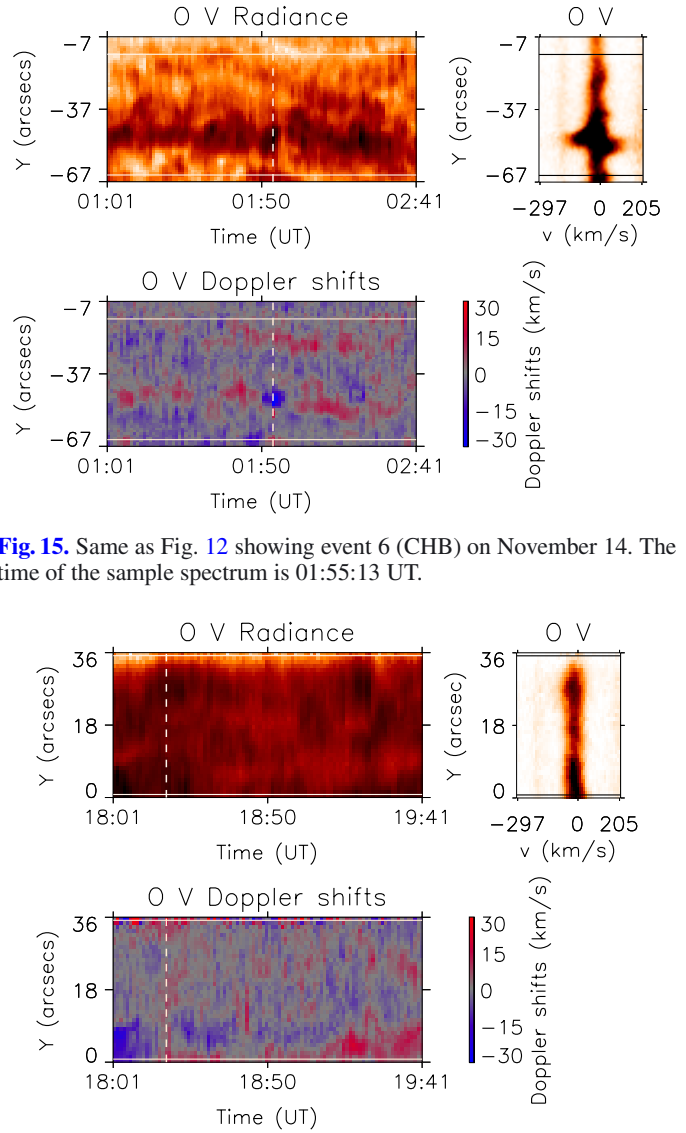 O V Radiance
O V
−7
−37
−67
Y (arcsecs)
01:01
01:50
02:41
Time (UT)
−7
−37
−67
Y (arcsec)
−297
0
205
v (km/s)
O V Doppler shifts
−7
−37
−67
Y (arcsecs)
01:01
01:50
02:41
Time (UT)
30
15
0
−15
−30
Doppler shifts (km/s)
Fig. 15. Same as Fig. 12 showing event 6 (CHB) on November 14. The
time of the sample spectrum is 01:55:13 UT.
O V Radiance
O V
36
18
0
Y (arcsecs)
18:01
18:50
19:41
Time (UT)
36
18
0
Y (arcsec)
−297
0
205
v (km/s)
O V Doppler shifts
36
18
0
Y (arcsecs)
18:01
18:50
19:41
Time (UT)
30
15
0
−15
−30
Doppler shifts (km/s)